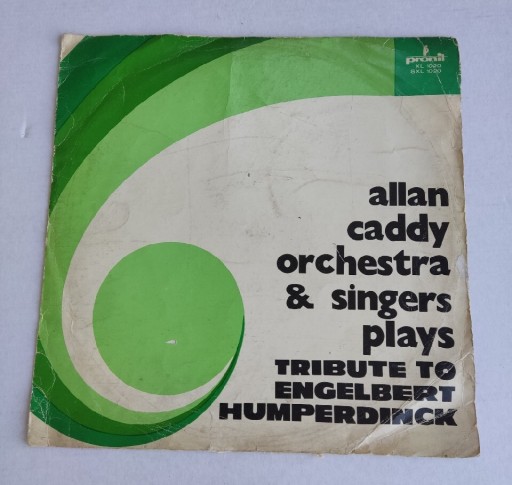 pronit
XL 1020
SXL 1020
allan
caddy
orchestra
& singers
plays
TRIBUTE TO
ENGELBERT
HUMPERDINCK